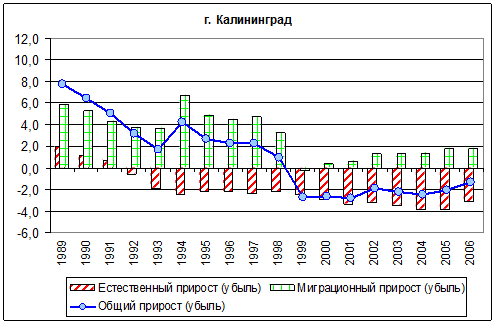 г. Калининград
12,0
10,0
8,0
6,0
4,0
2,0
0,0
-2,0
-4,0
-6,0
1989 1990 1991 1992 1993 1994 1995 1996 1997 1998 1999 2000 2001 2002 2003 2004 2005 2006
Естественный прирост (убыль) Миграционный прирост (убыль)
Общий прирост (убыль)